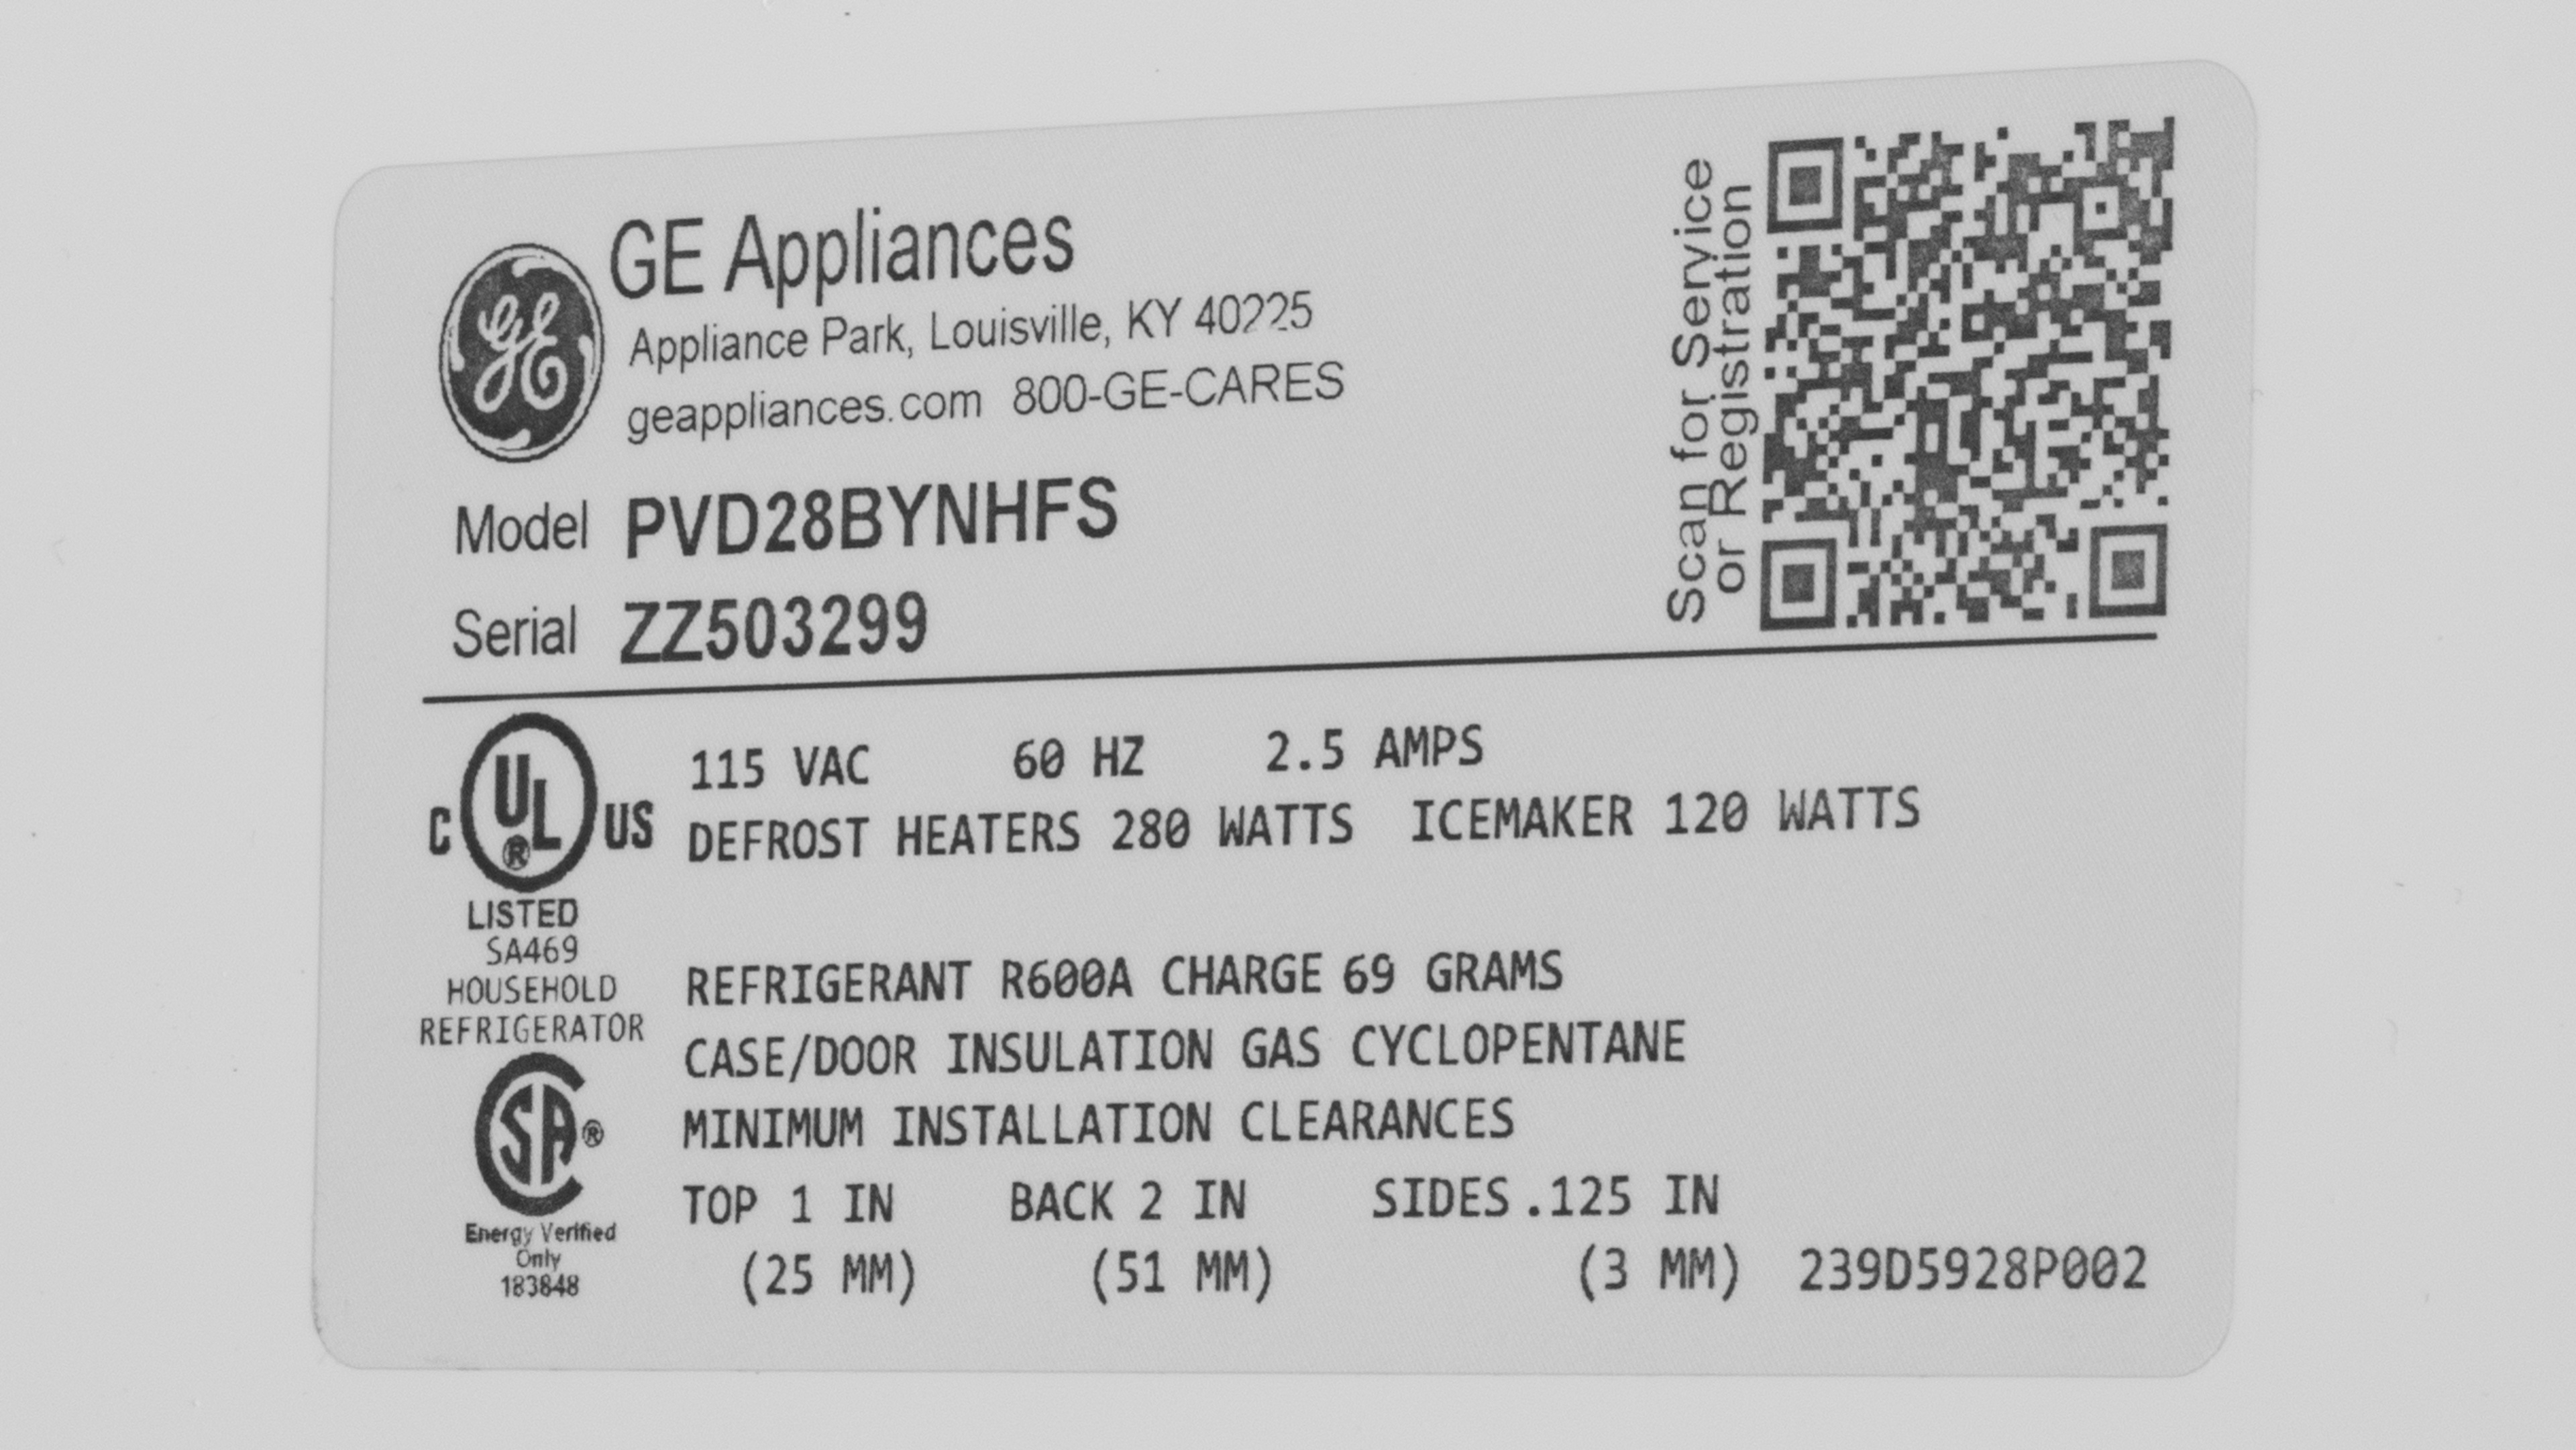 GE Appliances
Appliance Park, Louisville, KY 40225
geappliances.com 800-GE-CARES
Model PVD28BYNHFS
Serial ZZ503299
Scan for Service
or Registration
GE
C UL® US
LISTED
SA469
HOUSEHOLD
REFRIGERATOR
CSA®
Energy Verified
Only
183848
115 VAC 60 HZ 2.5 AMPS
DEFROST HEATERS 280 WATTS ICEMAKER 120 WATTS
REFRIGERANT R600A CHARGE 69 GRAMS
CASE/DOOR INSULATION GAS CYCLOPENTANE
MINIMUM INSTALLATION CLEARANCES
TOP 1 IN BACK 2 IN SIDES .125 IN
(25 MM) (51 MM) (3 MM) 239D5928P002